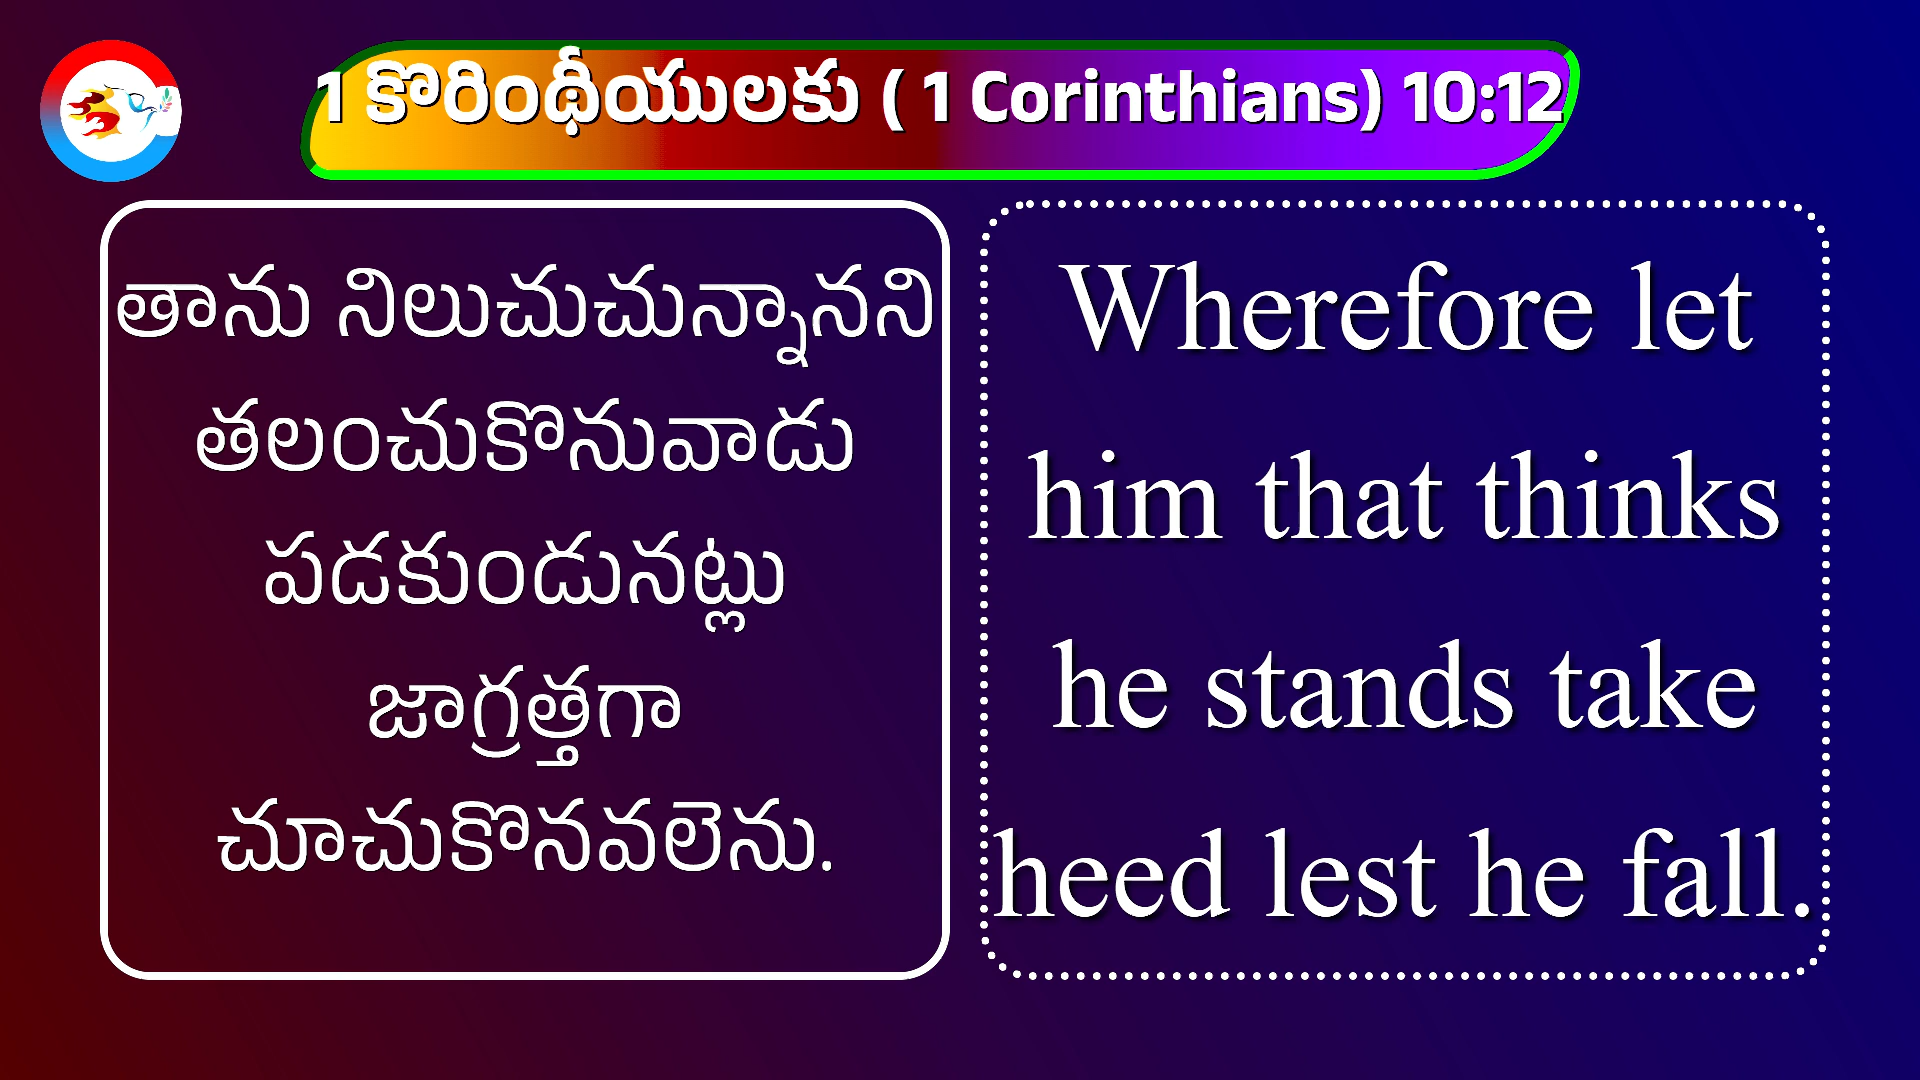 1 కొరింథీయులకు ( 1 Corinthians) 10:12
తాను నిలుచుచున్నానని
తలంచుకొనువాడు
పడకుండునట్లు
జాగ్రత్తగా
చూచుకొనవలెను.
Wherefore let
him that thinks
he stands take
heed lest he fall.